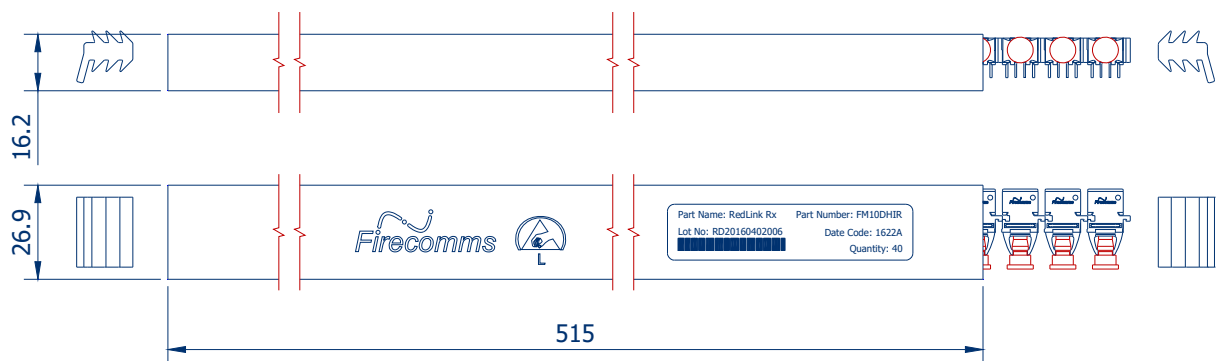 16.2
26.9
Firecomms
L
Part Name: RedLink Rx Part Number: FM10DHIR
Lot No: RD20160402006 Date Code: 1622A
Quantity: 40
515